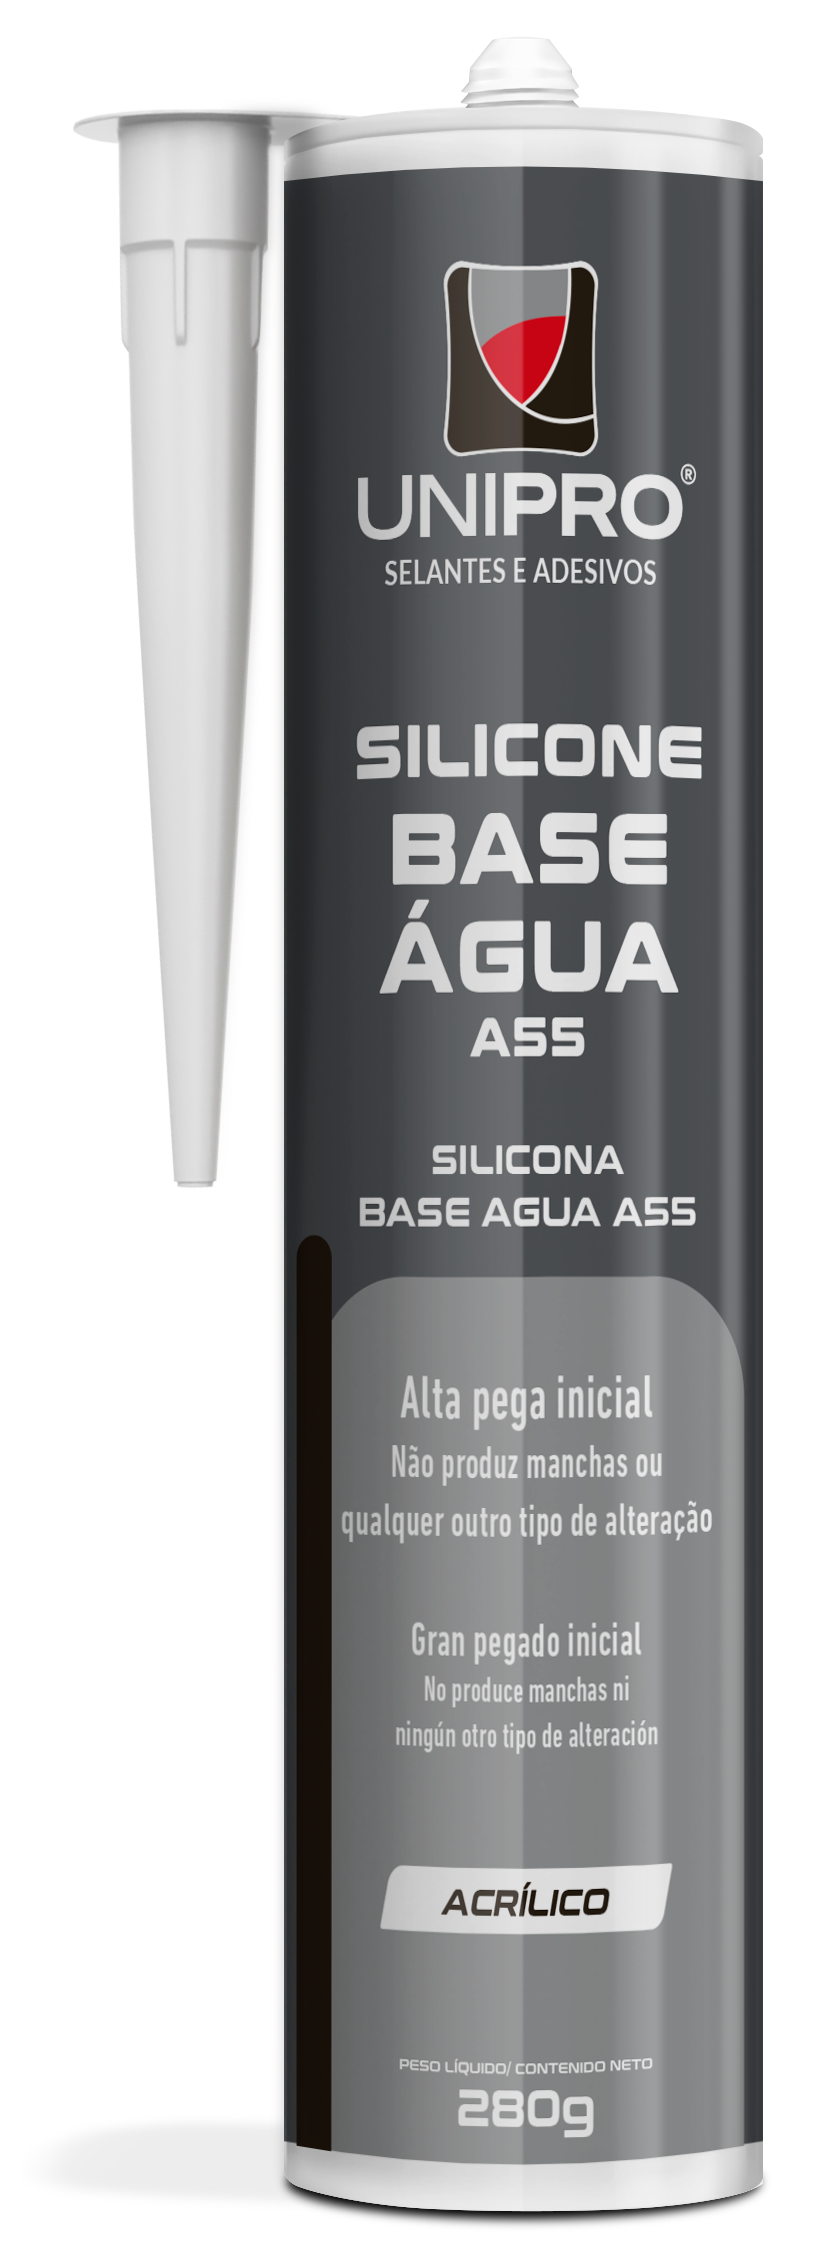 UNIPRO®
SELANTES E ADESIVOS
SILICONE
BASE
ÁGUA
A55
SILICONA
BASE AGUA A55
Alta pega inicial
Não produz manchas ou
qualquer outro tipo de alteração
Gran pegado inicial
No produce manchas ni
ningún otro tipo de alteración
ACRÍLICO
PESO LÍQUIDO/ CONTENIDO NETO
280g